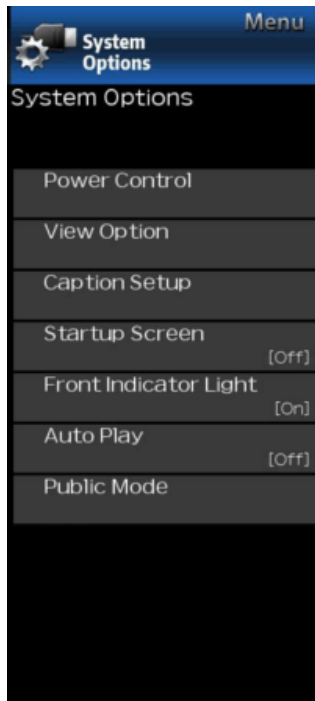 Menu
System
Options
System Options
Power Control
View Option
Caption Setup
Startup Screen
[Off]
Front Indicator Light
[On]
Auto Play
[Off]
Public Mode